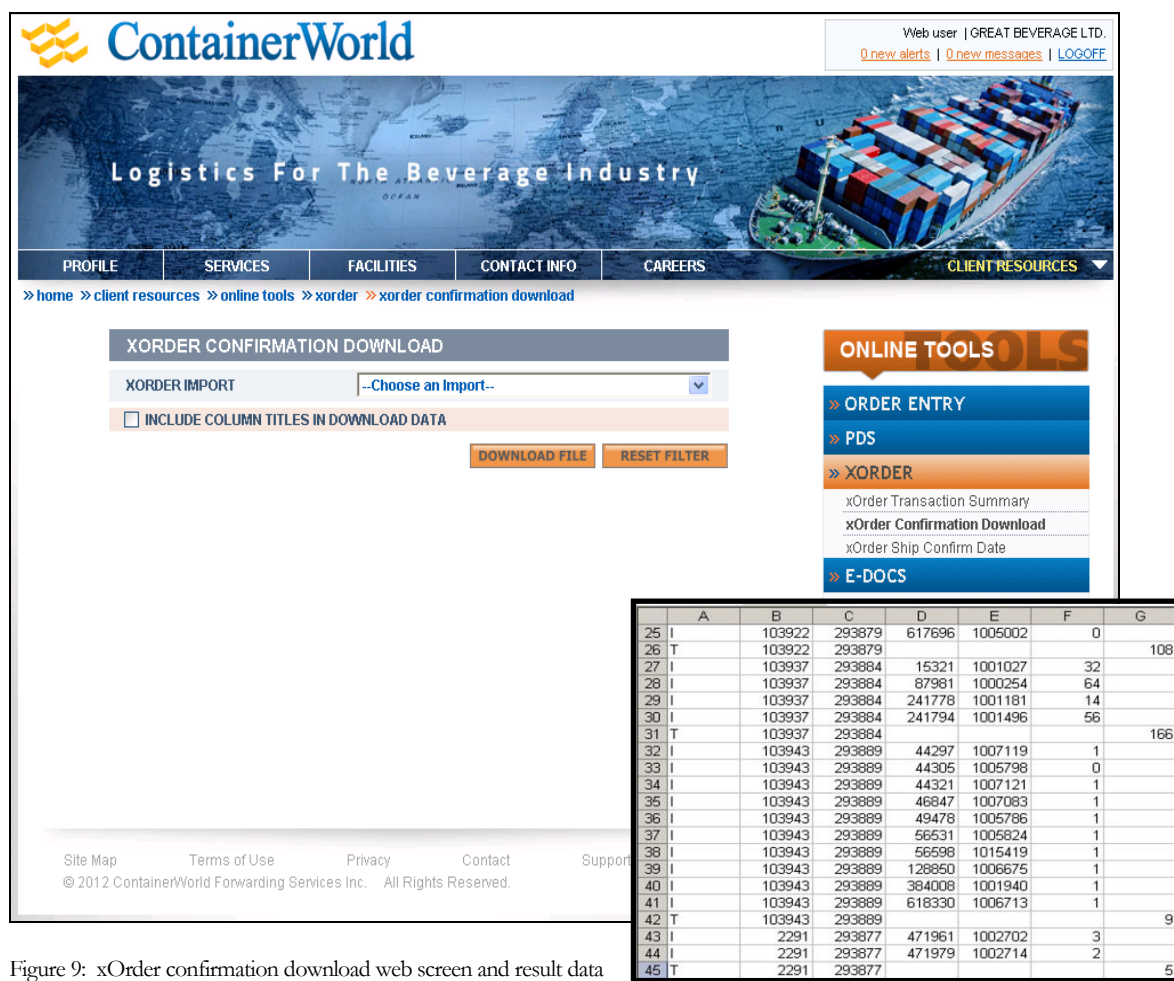 ContainerWorld
Web user | GREAT BEVERAGE LTD.
0 new alerts | 0 new messages | LOGOFF
Logistics For The Beverage Industry
PROFILE SERVICES FACILITIES CONTACT INFO CAREERS CLIENT RESOURCES
» home » client resources » online tools » xorder » xorder confirmation download
XORDER CONFIRMATION DOWNLOAD
XORDER IMPORT --Choose an Import--
INCLUDE COLUMN TITLES IN DOWNLOAD DATA
DOWNLOAD FILE RESET FILTER
ONLINE TOOLS
TOOLS
» ORDER ENTRY
» PDS
» XORDER
xOrder Transaction Summary
xOrder Confirmation Download
xOrder Ship Confirm Date
» E-DOCS
A B C D E F G
25 I 103922 293879 617696 1005002 0
26 T 103922 293879 108
27 I 103937 293884 15321 1001027 32
28 I 103937 293884 87981 1000254 64
29 I 103937 293884 241778 1001181 14
30 I 103937 293884 241794 1001496 56
31 T 103937 293884 166
32 I 103943 293889 44297 1007119 1
33 I 103943 293889 44305 1005798 0
34 I 103943 293889 44321 1007121 1
35 I 103943 293889 46847 1007083 1
36 I 103943 293889 49478 1005786 1
37 I 103943 293889 56531 1005824 1
38 I 103943 293889 56598 1015419 1
39 I 103943 293889 128850 1006675 1
40 I 103943 293889 384008 1001940 1
41 I 103943 293889 618330 1006713 1
42 T 103943 293889 9
43 I 2291 293877 471961 1002702 3
44 I 2291 293877 471979 1002714 2
45 T 2291 293877 5
Site Map Terms of Use Privacy Contact Support
© 2012 ContainerWorld Forwarding Services Inc. All Rights Reserved.
Figure 9: xOrder confirmation download web screen and result data